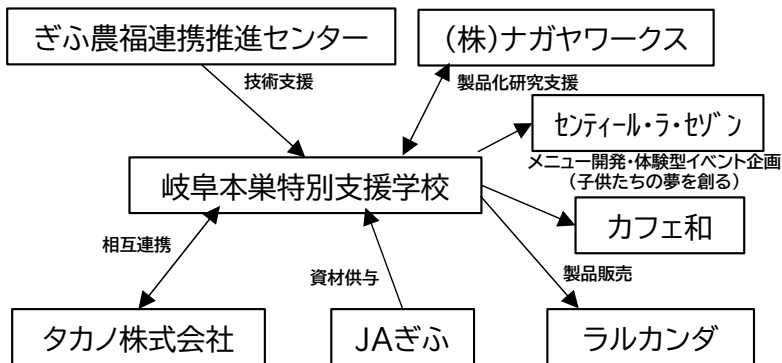 ぎふ農福連携推進センター
(株)ナガヤワークス
技術支援
製品化研究支援
センティール・ラ・セゾン
メニュー開発・体験型イベント企画
(子供たちの夢を創る)
岐阜本巣特別支援学校
カフェ和
相互連携
資材供与
製品販売
タカノ株式会社
JAぎふ
ラルカンダ